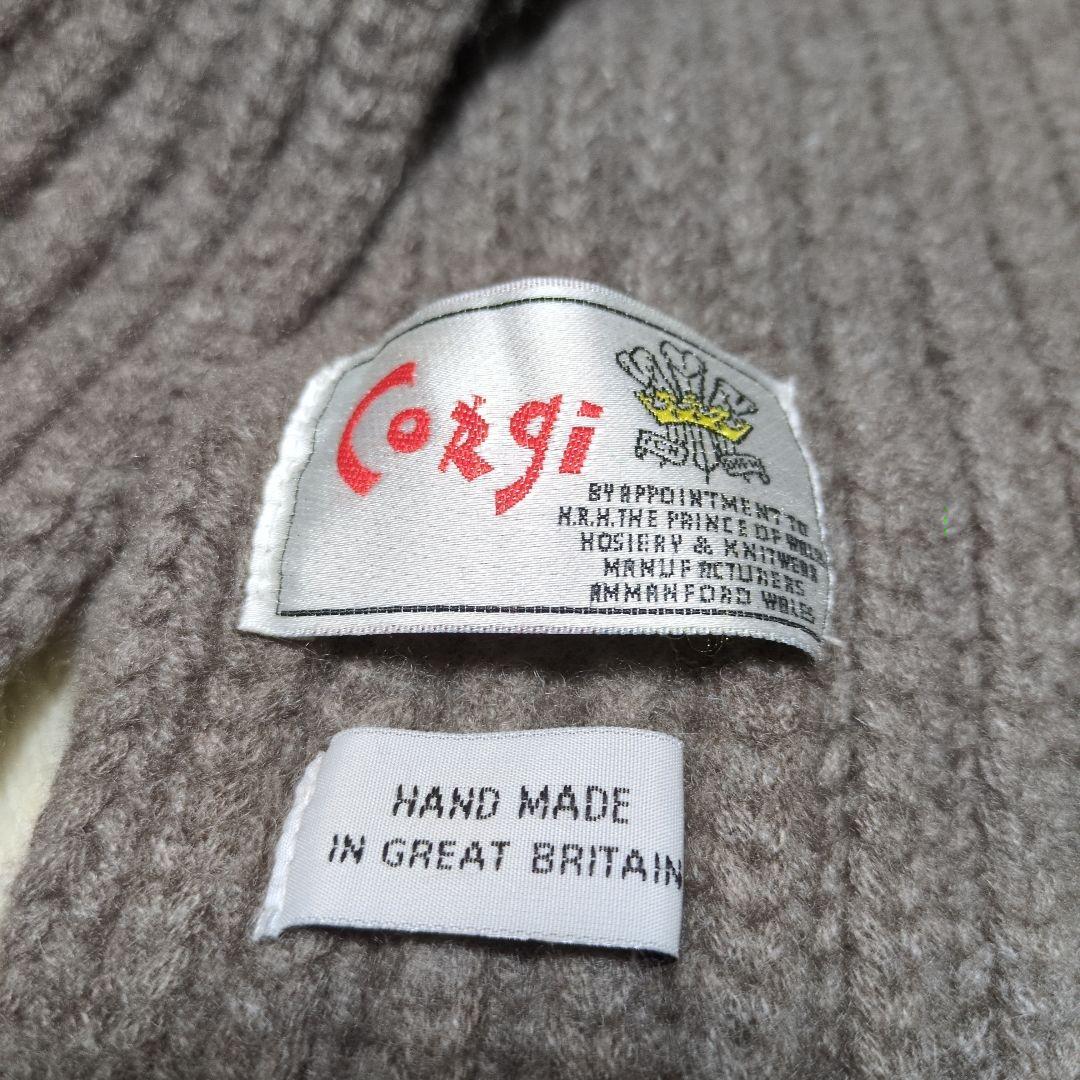 Corgi
BY APPOINTMENT TO
H.R.H. THE PRINCE OF WALES
HOSIERY & KNITWEAR
MANUFACTURERS
AMMANFORD WALES
HAND MADE
IN GREAT BRITAIN